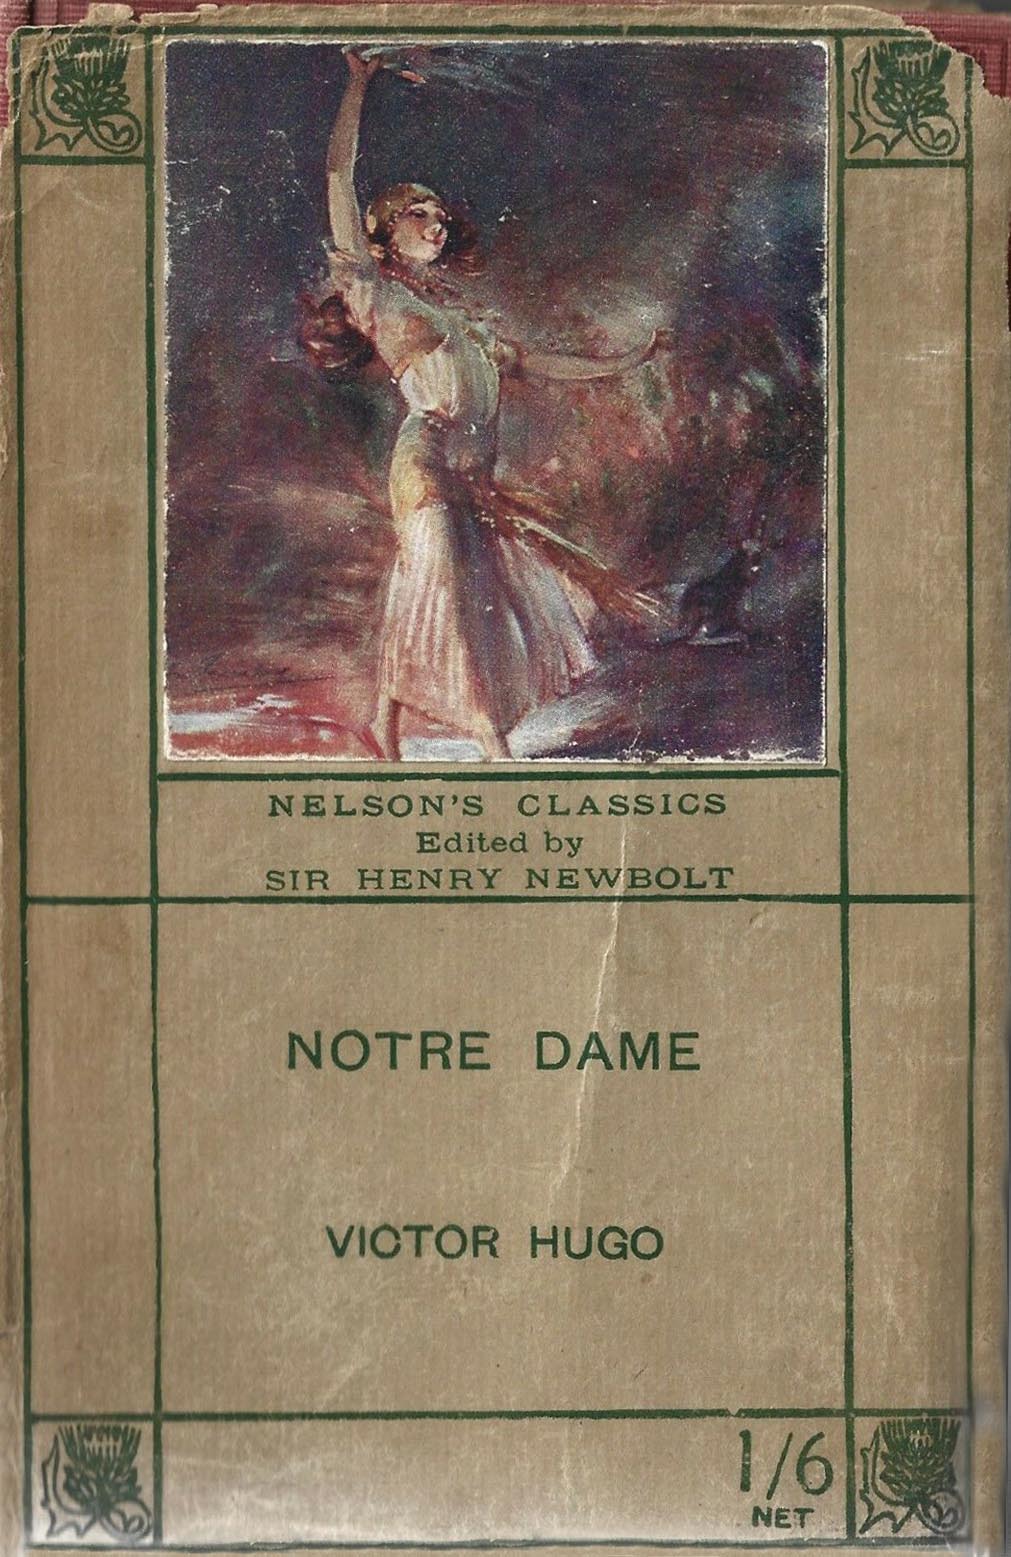 NELSON'S CLASSICS
Edited by
SIR HENRY NEWBOLT
NOTRE DAME
VICTOR HUGO
1/6
NET